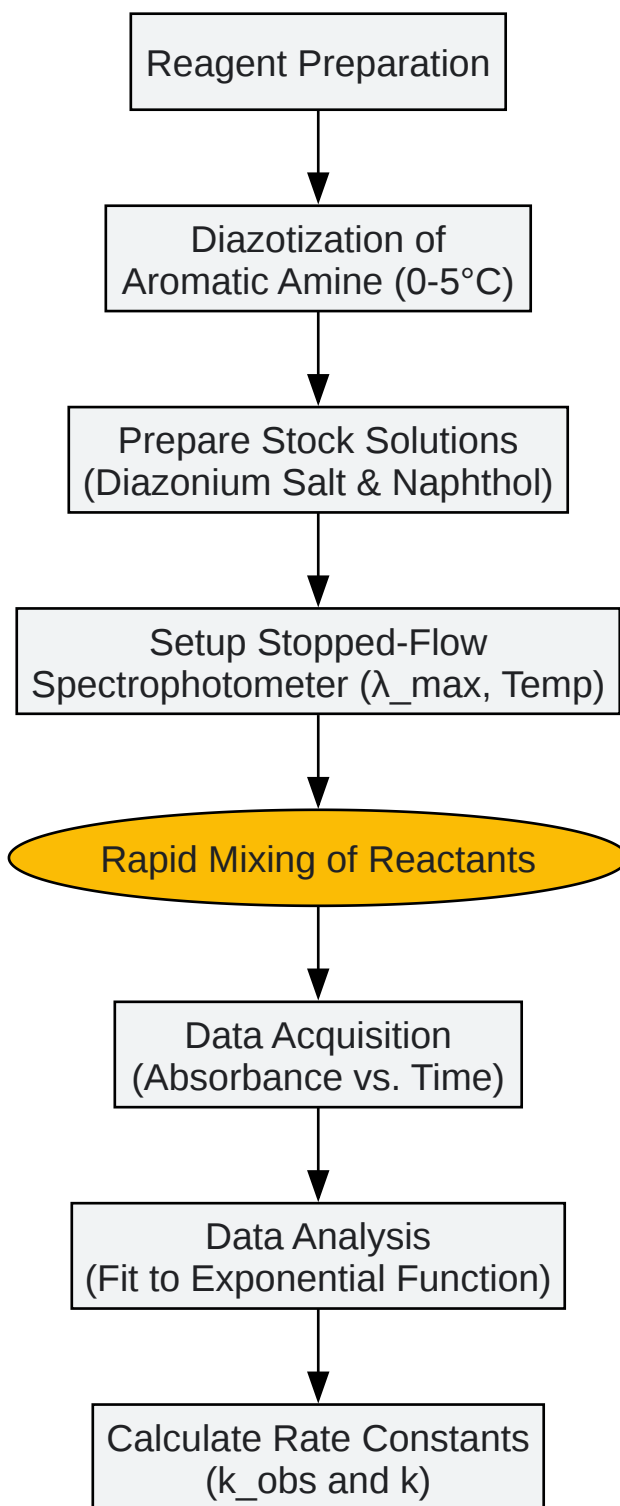 Reagent Preparation
Diazotization of
Aromatic Amine (0-5°C)
Prepare Stock Solutions
(Diazonium Salt & Naphthol)
Setup Stopped-Flow
Spectrophotometer (λ_max, Temp)
Rapid Mixing of Reactants
Data Acquisition
(Absorbance vs. Time)
Data Analysis
(Fit to Exponential Function)
Calculate Rate Constants
(k_obs and k)